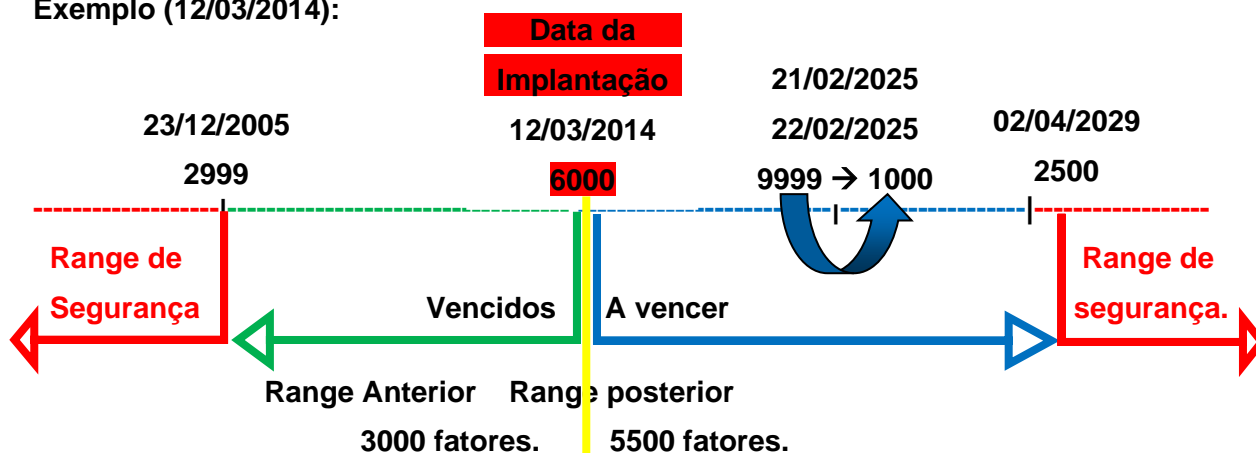 Exemplo (12/03/2014):
Data da
Implantação
21/02/2025
23/12/2005
12/03/2014
22/02/2025
02/04/2029
2999
6000
9999 → 1000
2500
Range de
Segurança
Vencidos
A vencer
Range de
segurança.
Range Anterior
Range posterior
3000 fatores.
5500 fatores.